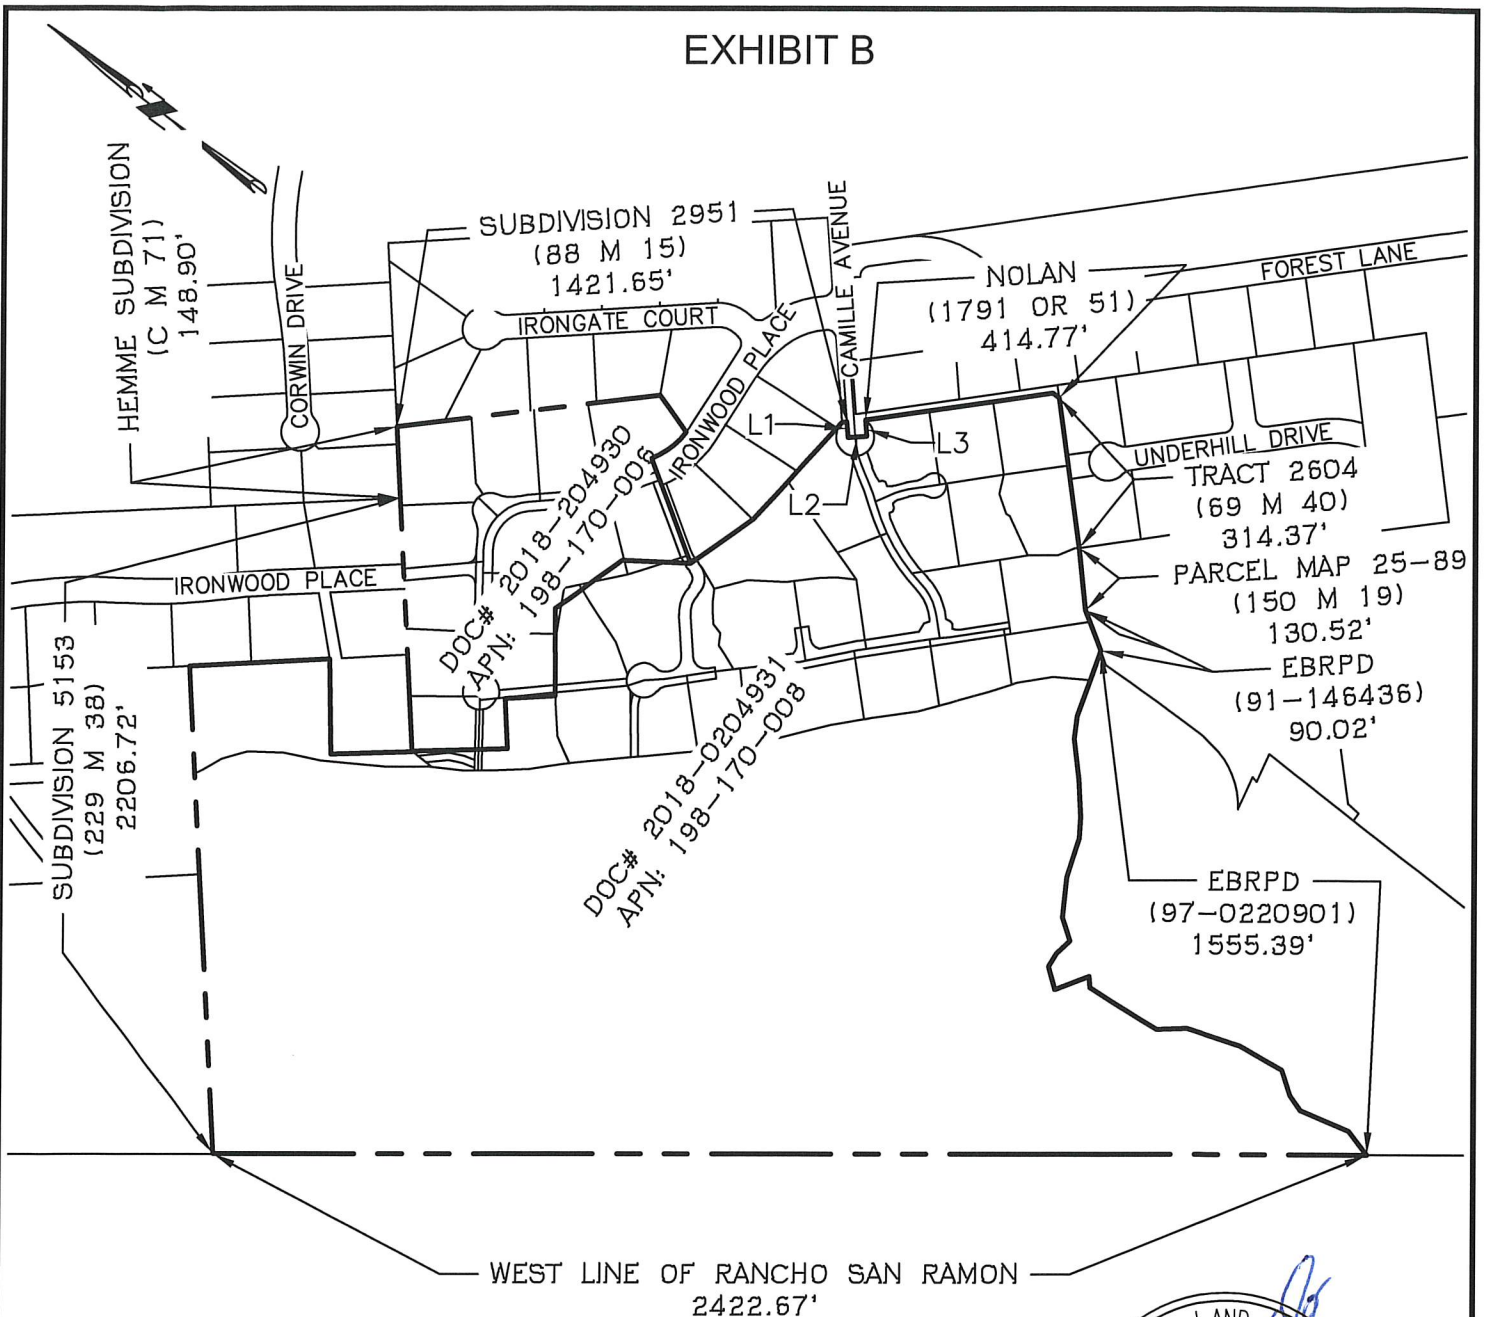 EXHIBIT B
HEMME SUBDIVISION
(C M 71)
148.90'
CORWIN DRIVE
SUBDIVISION 2951
(88 M 15)
1421.65'
IRONGATE COURT
IRONWOOD PLACE
CAMILLE AVENUE
NOLAN
(1791 OR 51)
414.77'
FOREST LANE
L1
L2
L3
UNDERHILL DRIVE
TRACT 2604
(69 M 40)
314.37'
PARCEL MAP 25-89
(150 M 19)
130.52'
EBRPD
(91-146436)
90.02'
IRONWOOD PLACE
DOC# 2018-204930
APN: 198-170-006
DOC# 2018-0204931
APN: 198-170-008
SUBDIVISION 5153
(229 M 38)
2206.72'
EBRPD
(97-0220901)
1555.39'
WEST LINE OF RANCHO SAN RAMON
2422.67'
LAND